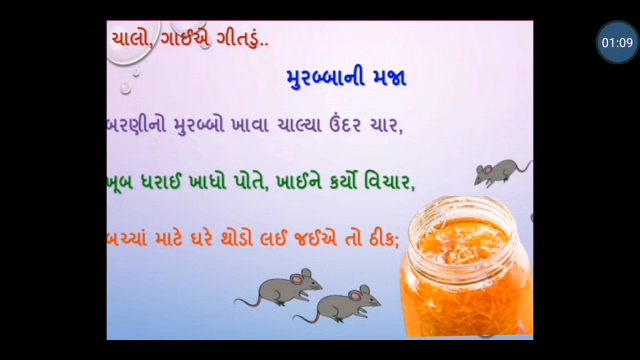 ચાલો, ગાઈએ ગીતડું..
01:09
મુરબ્બાની મજા
બરણીનો મુરબ્બો ખાવા ચાલ્યા ઉંદર ચાર,
ખૂબ ધરાઈ ખાધો પોતે, ખાઈને કર્યો વિચાર,
બચ્ચાં માટે ઘરે થોડો લઈ જઈએ તો ઠીક;